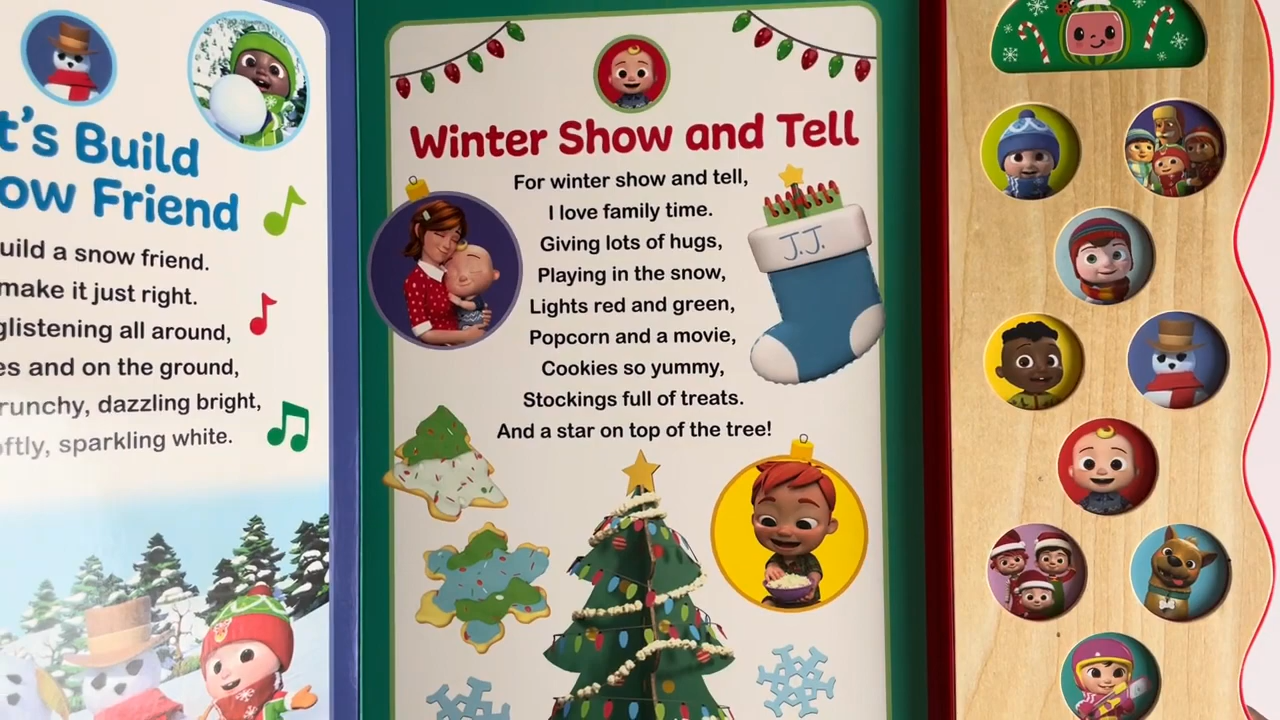 t's Build
ow Friend
uild a snow friend.
make it just right.
glistening all around,
es and on the ground,
runchy, dazzling bright,
oftly, sparkling white.
Winter Show and Tell
For winter show and tell,
I love family time.
Giving lots of hugs,
Playing in the snow,
Lights red and green,
Popcorn and a movie,
Cookies so yummy,
Stockings full of treats.
And a star on top of the tree!
J.J.